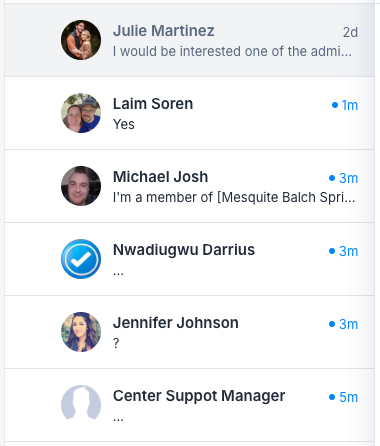 Julie Martinez 2d
I would be interested one of the admi...
Laim Soren 1m
Yes
Michael Josh 3m
I'm a member of [Mesquite Balch Spri...
Nwadiugwu Darrius 3m
...
Jennifer Johnson 3m
?
Center Suppot Manager 5m
...